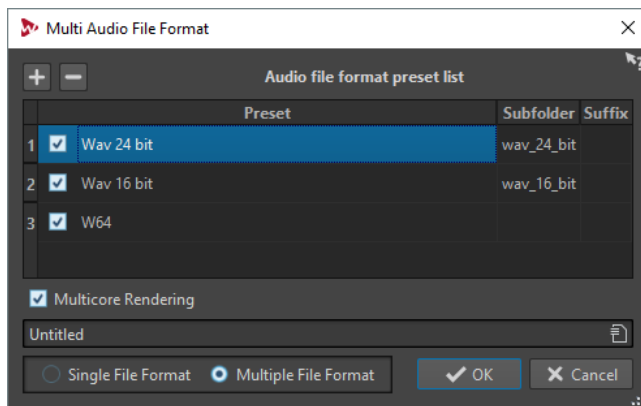 Multi Audio File Format
Audio file format preset list
Preset Subfolder Suffix
1 Wav 24 bit wav_24_bit
2 Wav 16 bit wav_16_bit
3 W64
Multicore Rendering
Untitled
Single File Format Multiple File Format OK Cancel